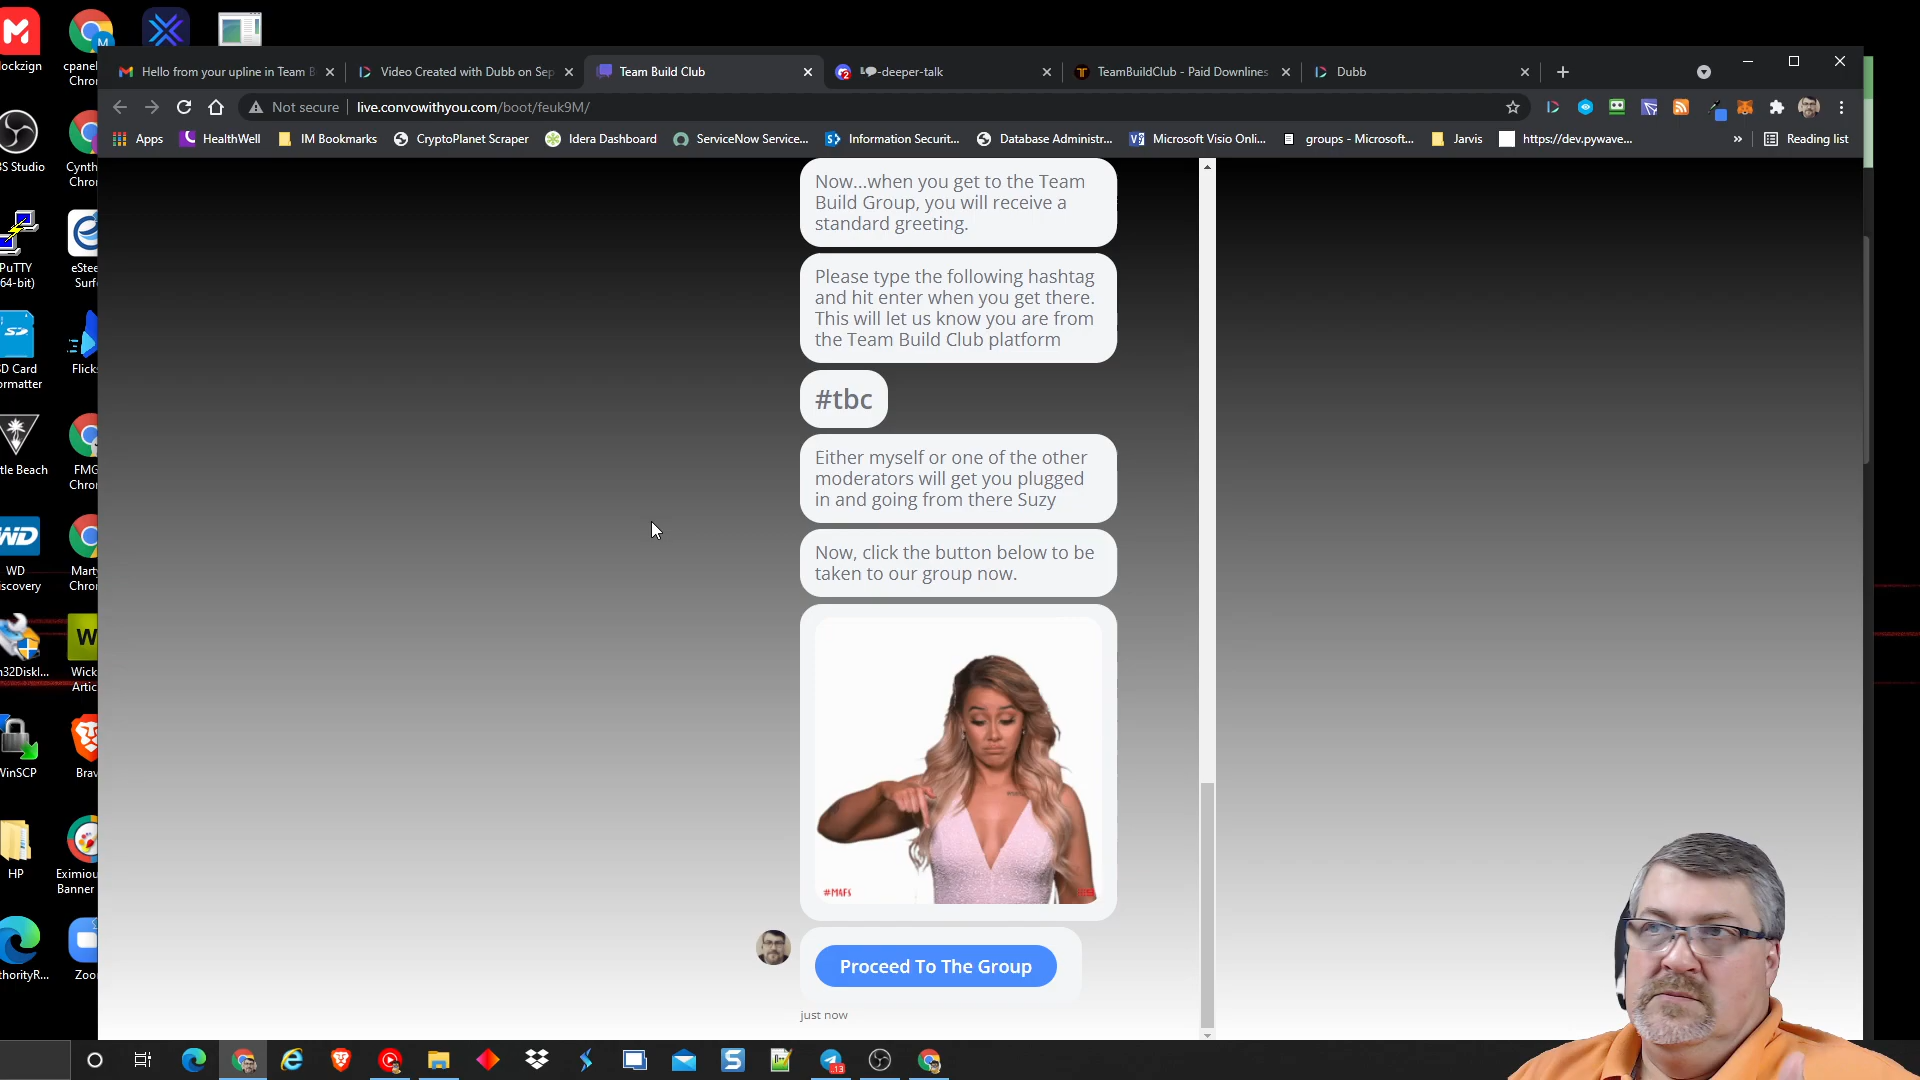 ockzign
cpanel
Chro
Hello from your upline in Team B
Video Created with Dubb on Sep
Team Build Club
-deeper-talk
TeamBuildClub - Paid Downlines
Dubb
Not secure
live.convowithyou.com/boot/feuk9M/
Apps
HealthWell
IM Bookmarks
CryptoPlanet Scraper
Idera Dashboard
ServiceNow Service...
Information Securit...
Database Administr...
Microsoft Visio Onli...
groups - Microsoft...
Jarvis
https://dev.pywave...
»
Reading list
S Studio
Cynth
Chron
PuTTY
64-bit)
eStee
Surf
D Card
ormatter
Flicks
tle Beach
FMG
Chron
WD
iscovery
Marty
Chron
n32DiskI...
Wick
Artic
WinSCP
Brav
HP
Eximiou
Banner
thorityR...
Zoo
Now...when you get to the Team
Build Group, you will receive a
standard greeting.
Please type the following hashtag
and hit enter when you get there.
This will let us know you are from
the Team Build Club platform
#tbc
Either myself or one of the other
moderators will get you plugged
in and going from there Suzy
Now, click the button below to be
taken to our group now.
#MAFS
Proceed To The Group
just now